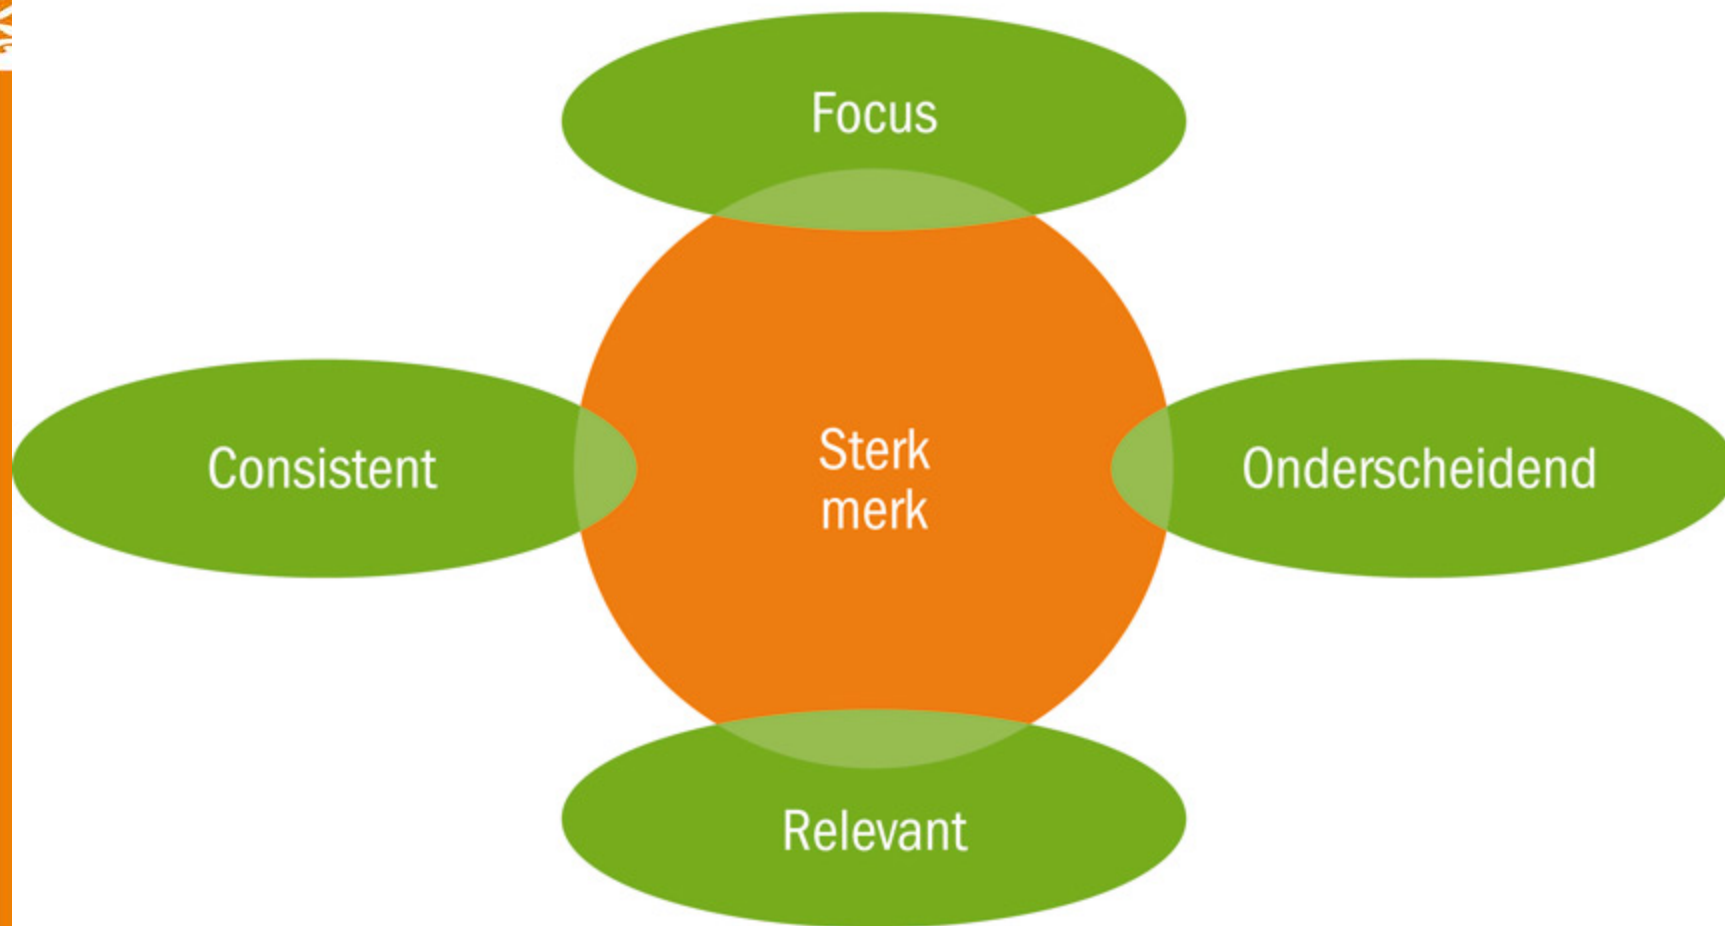 Focus
Consistent
Sterk
merk
Onderscheidend
Relevant